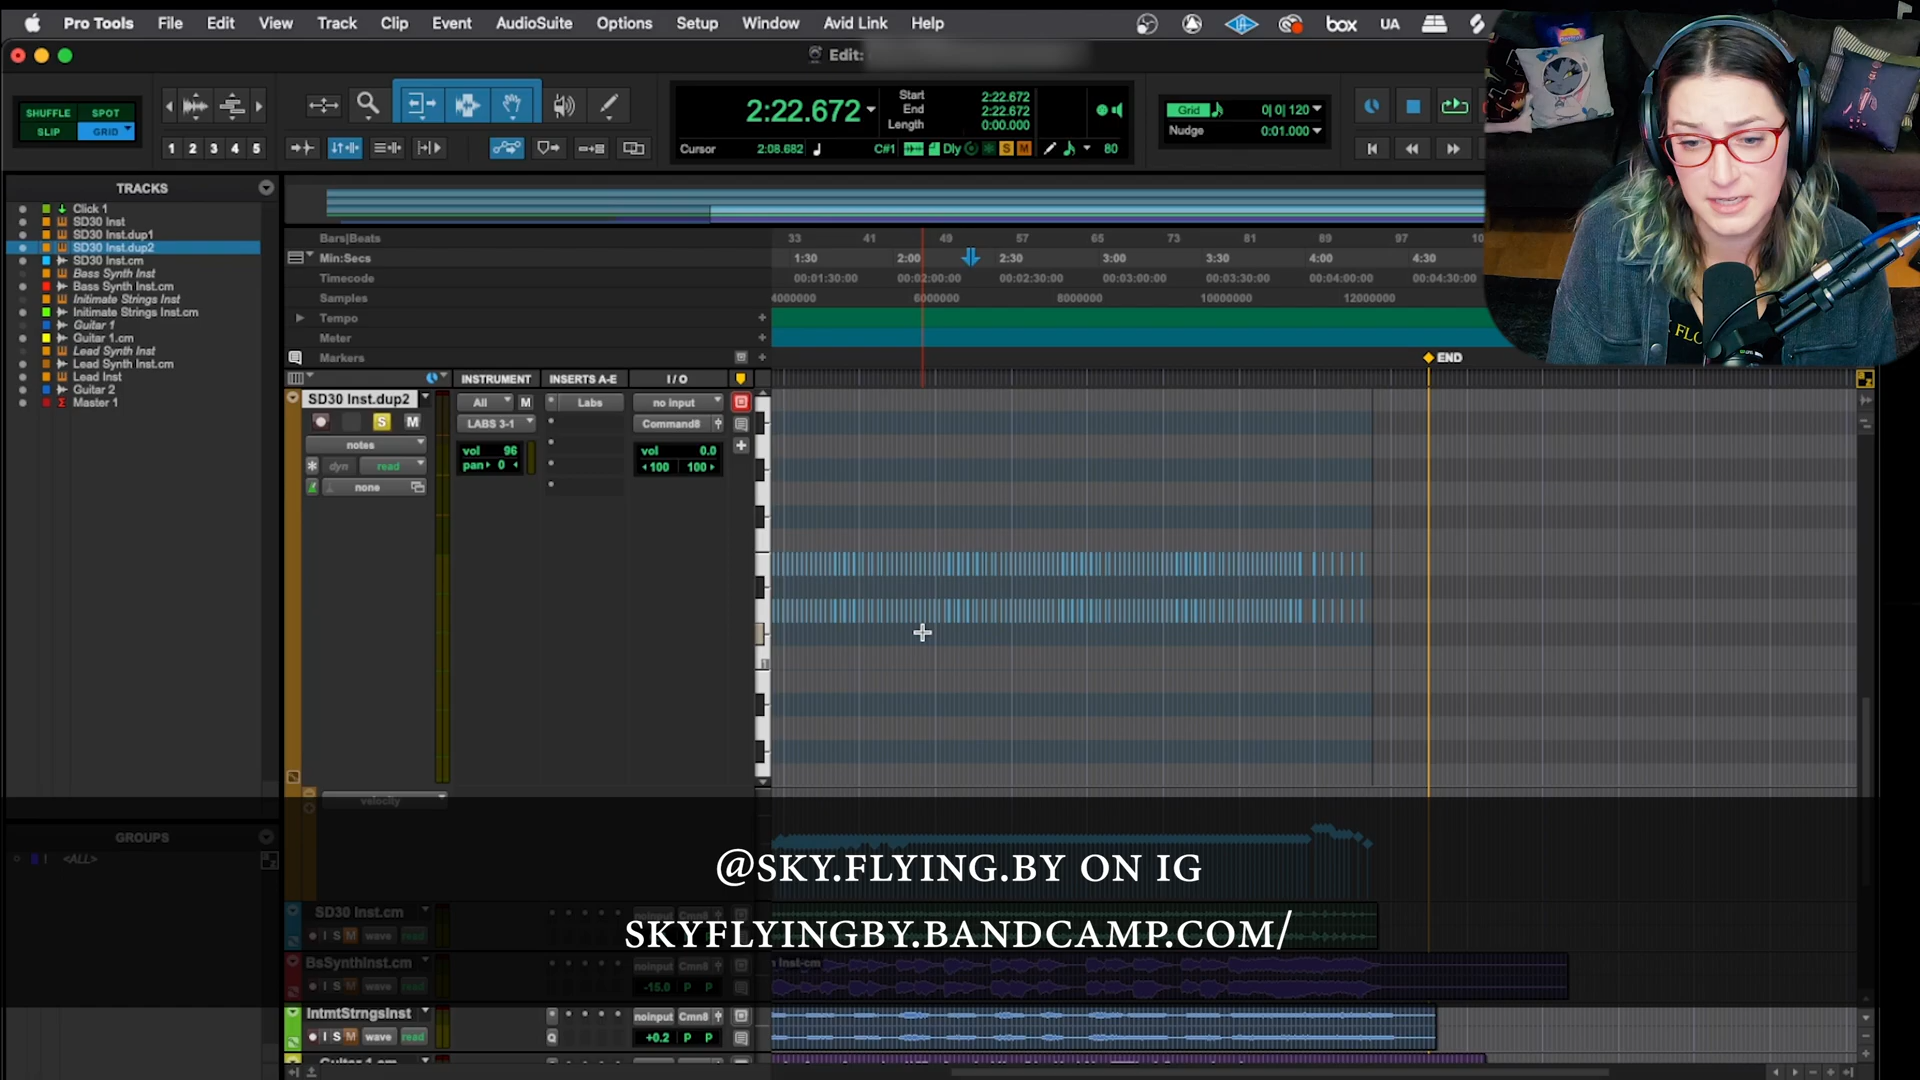 Pro Tools File Edit View Track Clip Event AudioSuite Options Setup Window Avid Link Help box UA
Edit:
SHUFFLE SPOT
SLIP GRID
1 2 3 4 5
2:22.672
Start 2:22.672
End 2:22.672
Length 0:00.000
Cursor 2:08.682 C#1 Dly S M 80
Grid 0| 0| 120
Nudge 0:01.000
TRACKS
Click 1
SD30 Inst
SD30 Inst.dup1
SD30 Inst.dup2
SD30 Inst.cm
Bass Synth Inst
Bass Synth Inst.cm
Initimate Strings Inst
Initimate Strings Inst.cm
Guitar 1
Guitar 1.cm
Lead Synth Inst
Lead Synth Inst.cm
Lead Inst
Guitar 2
Master 1
Bars|Beats 33 41 49 57 65 73 81 89 97 10
Min:Secs 1:30 2:00 2:30 3:00 3:30 4:00 4:30
Timecode 00:01:30:00 00:02:00:00 00:02:30:00 00:03:00:00 00:03:30:00 00:04:00:00 00:04:30:00
Samples 4000000 6000000 8000000 10000000 12000000
Tempo
Meter
Markers END
INSTRUMENT INSERTS A-E I/O
SD30 Inst.dup2 All M Labs no input
S M LABS 3-1 Command8
notes
vol 96 vol 0.0
pan 0 100 100
dyn read
none
1
velocity
GROUPS
<ALL>
@SKY.FLYING.BY ON IG
SKYFLYINGBY.BANDCAMP.COM/
SD30 Inst.cm noinput Cmn8
I S M wave read
BsSynthInst.cm noinput Cmn8 Inst-cm
I S M wave read -15.0 P P
IntmtStrngsInst noinput Cmn8
I S M wave read +0.2 P P
Guitar 1.cm